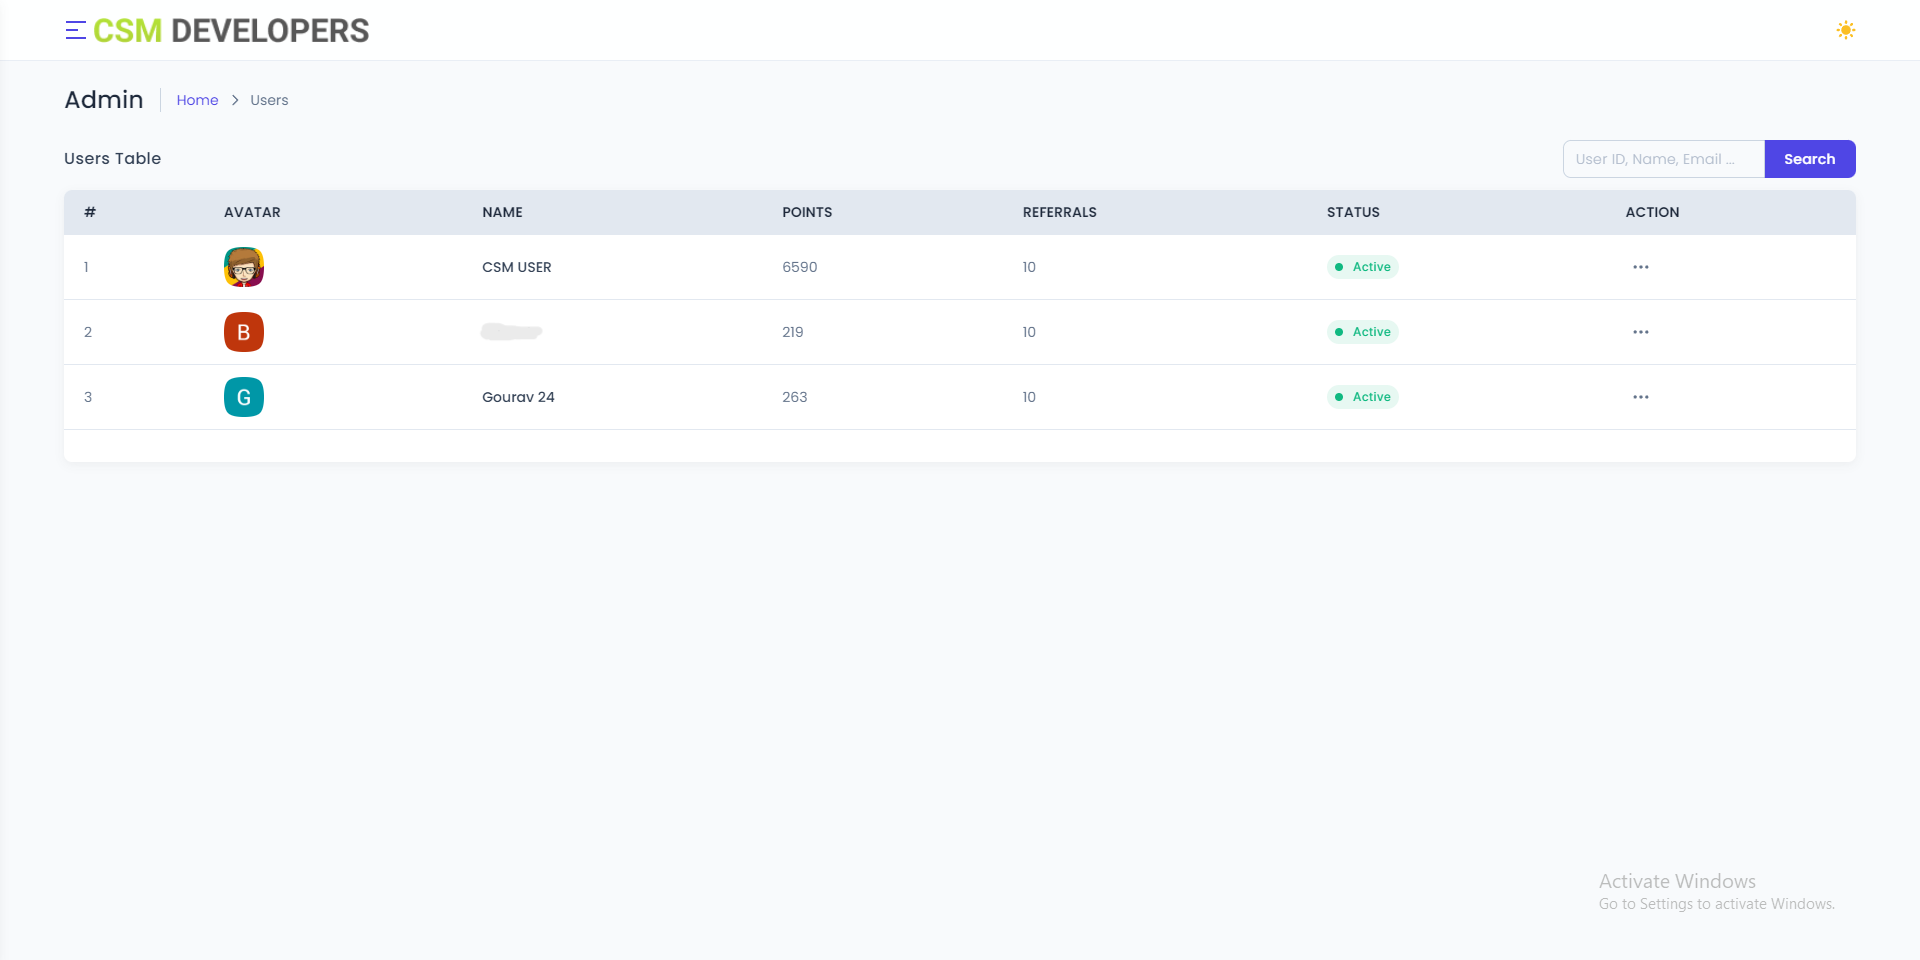 CSM DEVELOPERS
Admin Home > Users
Users Table
User ID, Name, Email ... Search
# AVATAR NAME POINTS REFERRALS STATUS ACTION
1 CSM USER 6590 10 Active ...
2 B 219 10 Active ...
3 G Gourav 24 263 10 Active ...
Activate Windows
Go to Settings to activate Windows.